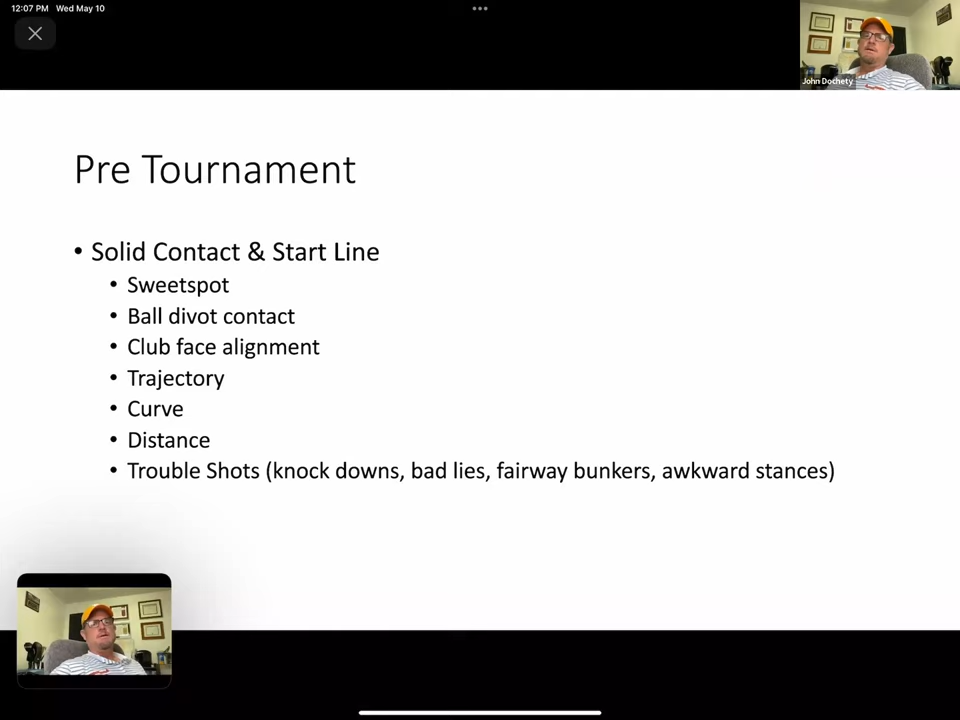 12:07 PM Wed May 10
John Dochety
Pre Tournament
• Solid Contact & Start Line
• Sweetspot
• Ball divot contact
• Club face alignment
• Trajectory
• Curve
• Distance
• Trouble Shots (knock downs, bad lies, fairway bunkers, awkward stances)